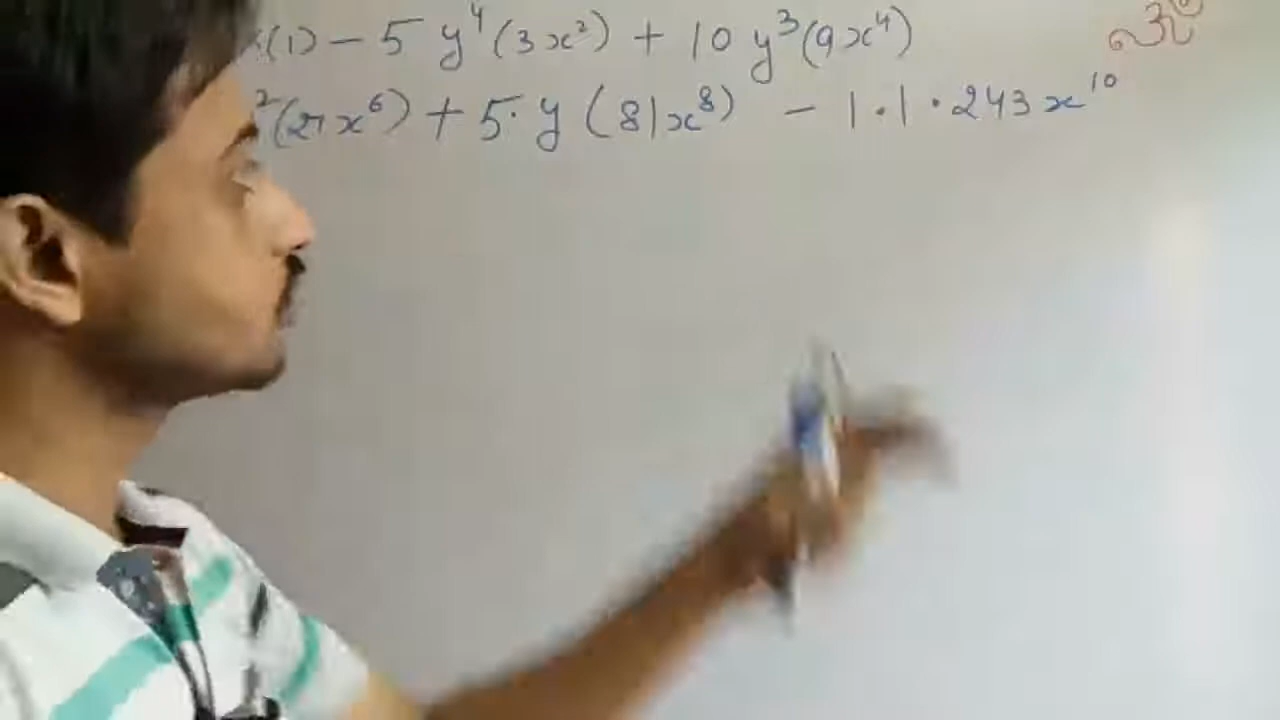 (1) - 5 y⁴(3x²) + 10 y³(9x⁴)
²(27x⁶) + 5·y (81x⁸) - 1·1·243x¹⁰